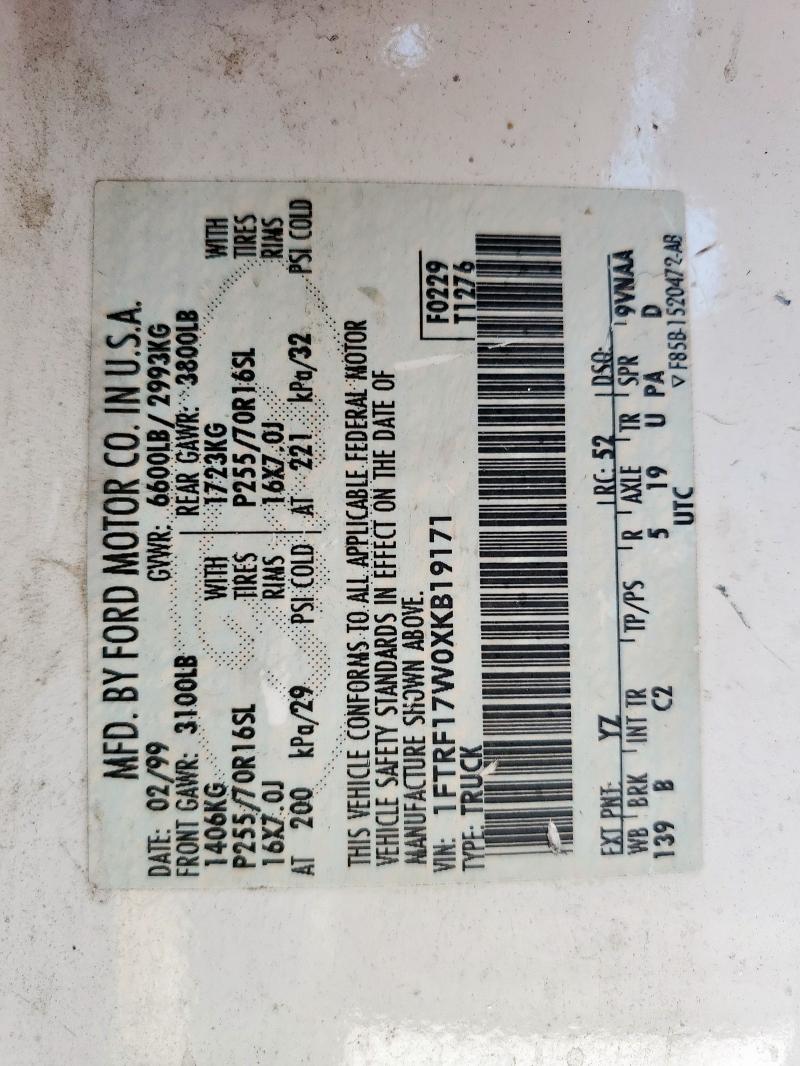 MFD. BY FORD MOTOR CO. IN U.S.A.
DATE: 02/99 GVWR: 6600LB/ 2993KG
FRONT GAWR: 3100LB REAR GAWR: 3800LB
1406KG WITH 1723KG WITH
P255/70R16SL TIRES P255/70R16SL TIRES
16X7.0J RIMS 16X7.0J RIMS
AT 200 kPa/29 PSI COLD AT 221 kPa/32 PSI COLD
THIS VEHICLE CONFORMS TO ALL APPLICABLE FEDERAL MOTOR
VEHICLE SAFETY STANDARDS IN EFFECT ON THE DATE OF
MANUFACTURE SHOWN ABOVE.
F0229
VIN: 1FTRF17W0XKB19171
T1276
TYPE: TRUCK
EXT PNT: YZ RC: 52 DSO:
WB BRK INT TR TP/PS R AXLE TR SPR 9VNAA
139 B C2 5 19 U PA D
UTC ▽ F85B-1520472-AB